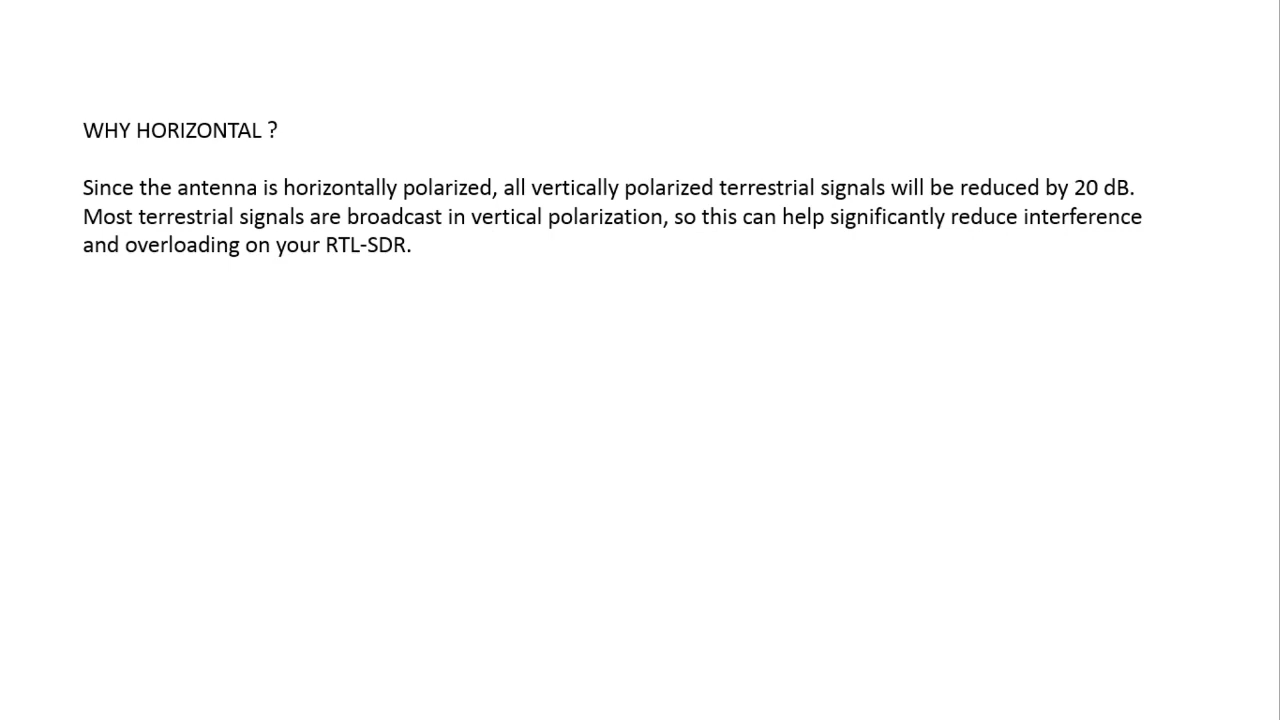 WHY HORIZONTAL ?
Since the antenna is horizontally polarized, all vertically polarized terrestrial signals will be reduced by 20 dB.
Most terrestrial signals are broadcast in vertical polarization, so this can help significantly reduce interference
and overloading on your RTL-SDR.